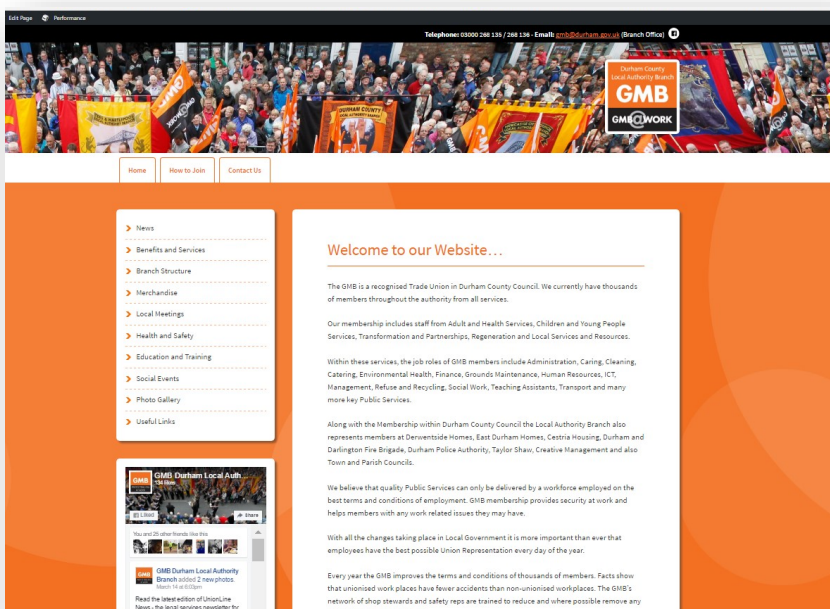 Edit Page Performance
Telephone: 03000 268 135 / 268 136 - Email: gmb@durham.gov.uk (Branch Office)
DURHAM COUNTY
LOCAL AUTHORITY BRANCH
GMB
Durham County
Local Authority Branch
GMB
GMB@WORK
Home How to Join Contact Us
News
Benefits and Services
Branch Structure
Merchandise
Local Meetings
Health and Safety
Education and Training
Social Events
Photo Gallery
Useful Links
GMB
GMB Durham Local Auth...
134 likes
Liked Share
You and 25 other friends like this
GMB
GMB Durham Local Authority
Branch added 2 new photos.
March 14 at 6:03pm
Read the latest edition of UnionLine
News - the legal services newsletter for
Welcome to our Website...
The GMB is a recognised Trade Union in Durham County Council. We currently have thousands
of members throughout the authority from all services.
Our membership includes staff from Adult and Health Services, Children and Young People
Services, Transformation and Partnerships, Regeneration and Local Services and Resources.
Within these services, the job roles of GMB members include Administration, Caring, Cleaning,
Catering, Environmental Health, Finance, Grounds Maintenance, Human Resources, ICT,
Management, Refuse and Recycling, Social Work, Teaching Assistants, Transport and many
more key Public Services.
Along with the Membership within Durham County Council the Local Authority Branch also
represents members at Derwentside Homes, East Durham Homes, Cestria Housing, Durham and
Darlington Fire Brigade, Durham Police Authority, Taylor Shaw, Creative Management and also
Town and Parish Councils.
We believe that quality Public Services can only be delivered by a workforce employed on the
best terms and conditions of employment. GMB membership provides security at work and
helps members with any work related issues they may have.
With all the changes taking place in Local Government it is more important than ever that
employees have the best possible Union Representation every day of the year.
Every year the GMB improves the terms and conditions of thousands of members. Facts show
that unionised work places have fewer accidents than non-unionised workplaces. The GMB's
network of shop stewards and safety reps are trained to reduce and where possible remove any